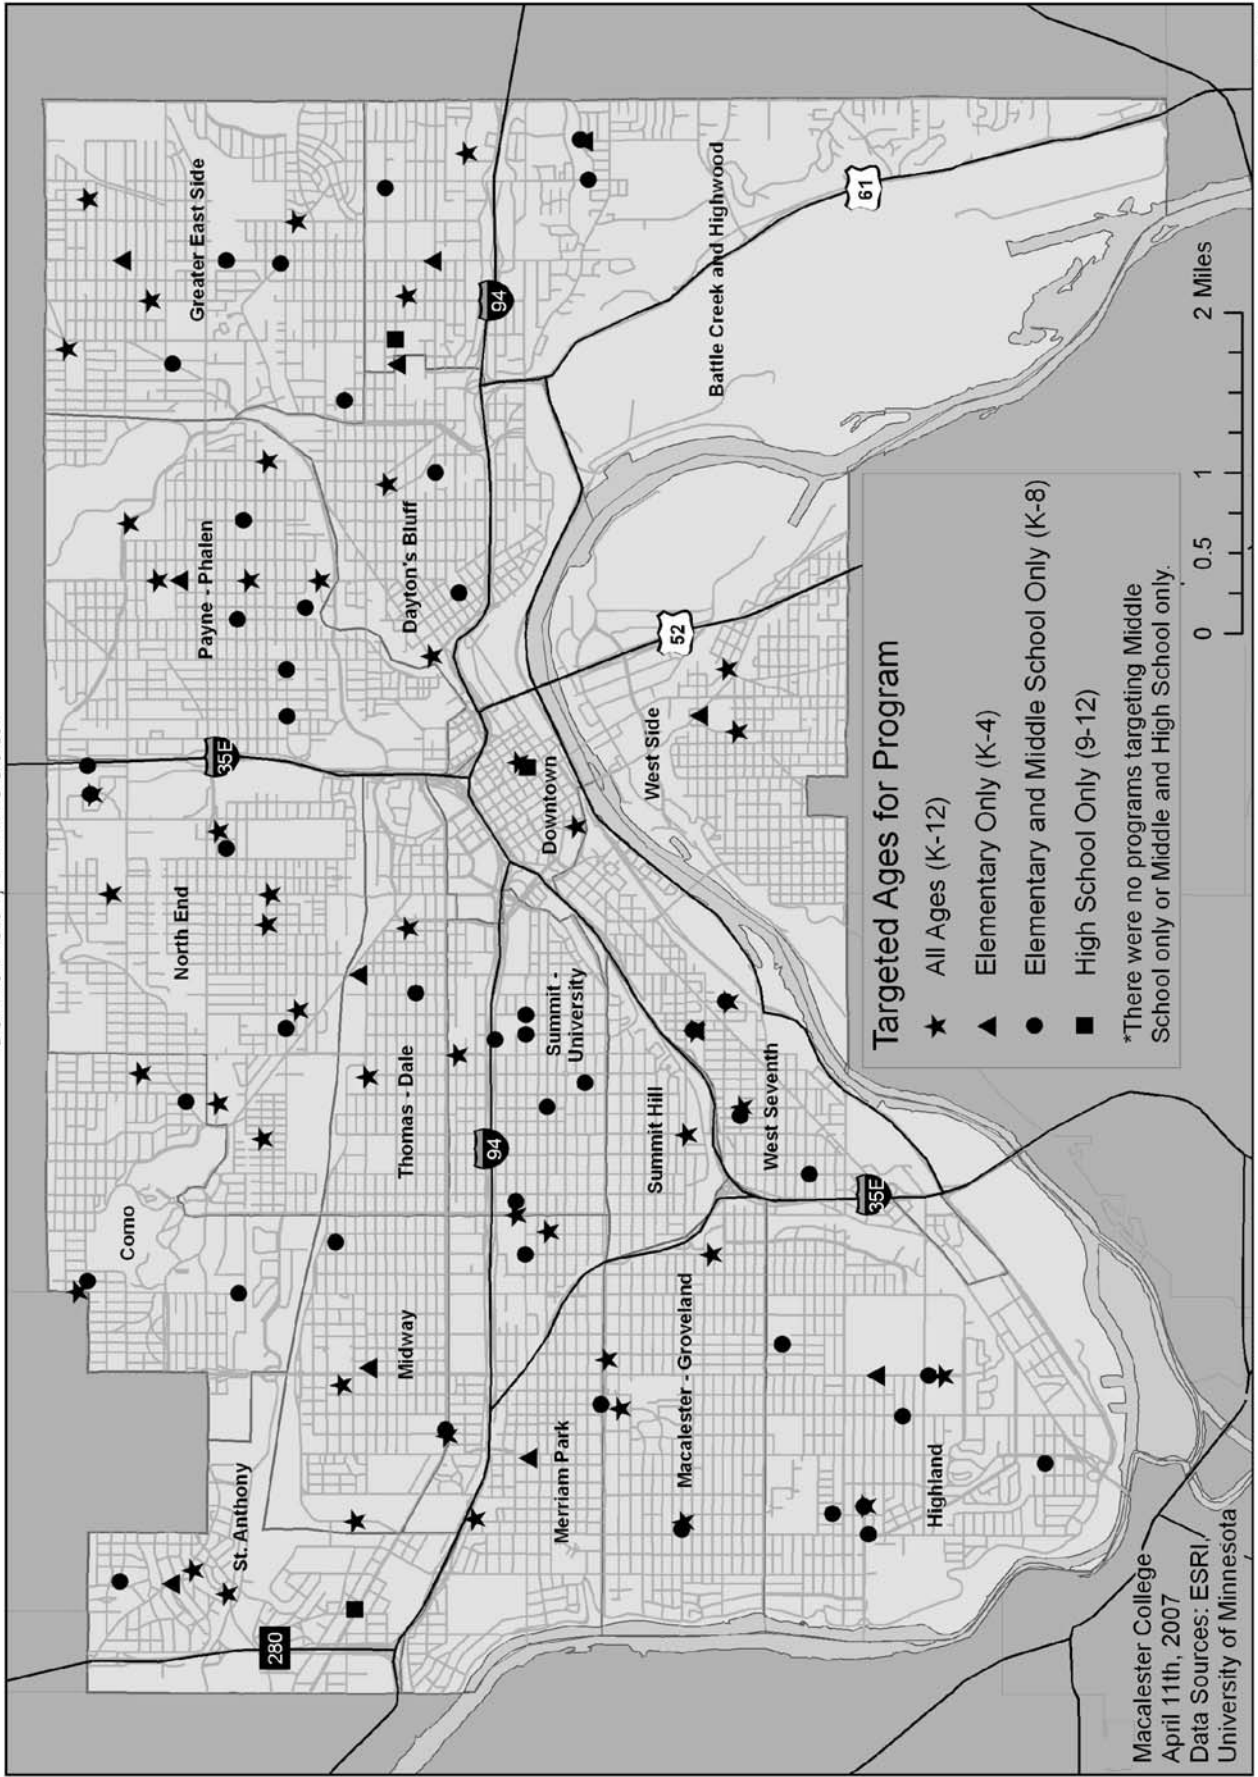 Greater East Side
Payne - Phalen
35E
North End
Como
St. Anthony
280
Dayton's Bluff
94
Thomas - Dale
94
Midway
Battle Creek and Highwood
61
52
West Side
Downtown
Summit -
University
Summit Hill
West Seventh
35E
Merriam Park
Macalester - Groveland
Highland
Targeted Ages for Program
All Ages (K-12)
Elementary Only (K-4)
Elementary and Middle School Only (K-8)
High School Only (9-12)
*There were no programs targeting Middle
School only or Middle and High School only.
0 0.5 1 2 Miles
Macalester College
April 11th, 2007
Data Sources: ESRI,
University of Minnesota